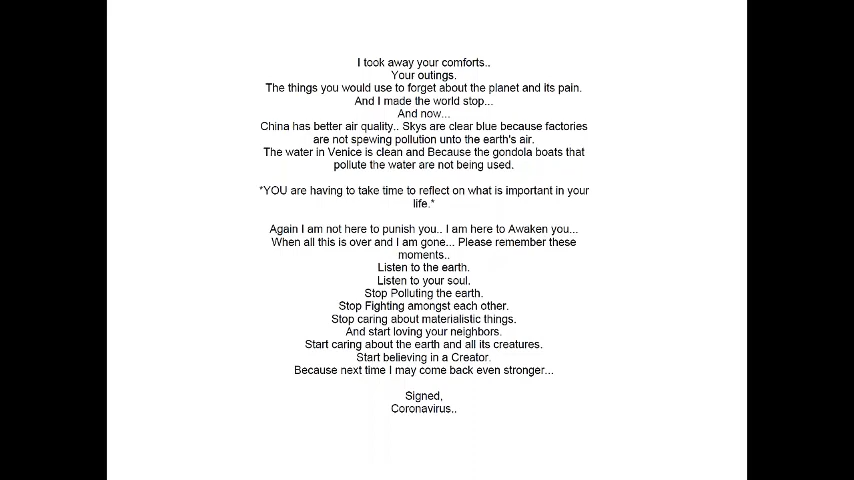 I took away your comforts..
Your outings.
The things you would use to forget about the planet and its pain.
And I made the world stop...
And now...
China has better air quality.. Skys are clear blue because factories
are not spewing pollution unto the earth's air.
The water in Venice is clean and Because the gondola boats that
pollute the water are not being used.
*YOU are having to take time to reflect on what is important in your
life.*
Again I am not here to punish you.. I am here to Awaken you...
When all this is over and I am gone... Please remember these
moments..
Listen to the earth.
Listen to your soul.
Stop Polluting the earth.
Stop Fighting amongst each other.
Stop caring about materialistic things.
And start loving your neighbors.
Start caring about the earth and all its creatures.
Start believing in a Creator.
Because next time I may come back even stronger...
Signed,
Coronavirus..